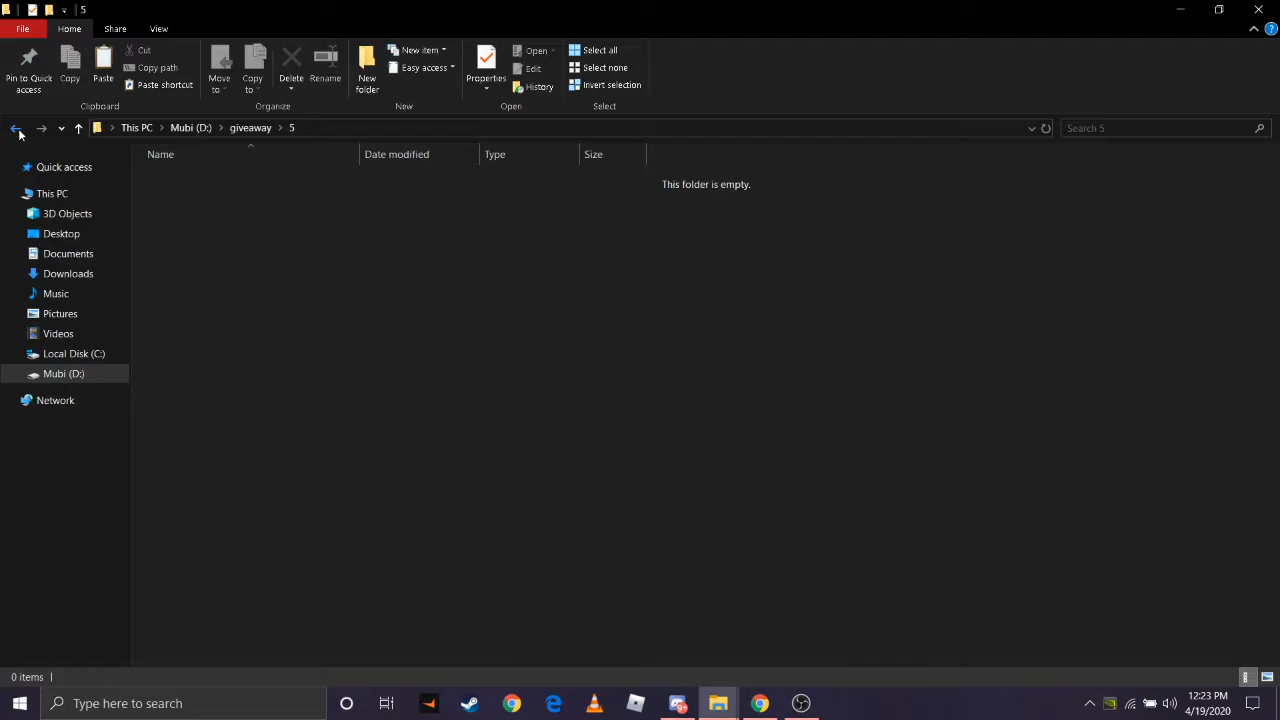 5
File Home Share View
Pin to Quick access
Copy
Paste
Cut
Copy path
Paste shortcut
Clipboard
Move to
Copy to
Delete
Rename
Organize
New folder
New item
Easy access
New
Properties
Open
Edit
History
Open
Select all
Select none
Invert selection
Select
This PC Mubi (D:) giveaway 5
Search 5
Name Date modified Type Size
This folder is empty.
Quick access
This PC
3D Objects
Desktop
Documents
Downloads
Music
Pictures
Videos
Local Disk (C:)
Mubi (D:)
Network
0 items
Type here to search
12:23 PM
4/19/2020